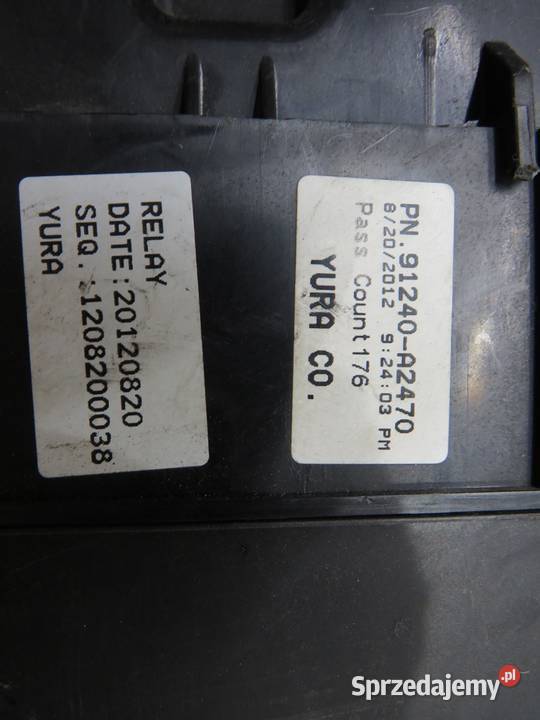 RELAY
DATE:20120820
SEQ. 1208200038
YURA
PN.91240-A2470
8/20/2012 9:24:03 PM
Pass Count176
YURA CO.
Sprzedajemy.pl